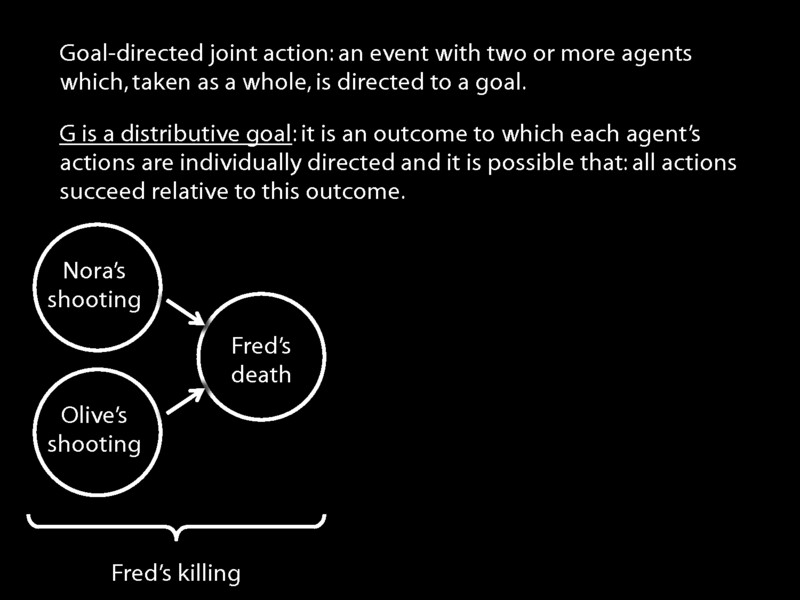 Goal-directed joint action: an event with two or more agents
which, taken as a whole, is directed to a goal.
G is a distributive goal: it is an outcome to which each agent’s
actions are individually directed and it is possible that: all actions
succeed relative to this outcome.
Nora’s
shooting
Fred’s
death
Olive’s
shooting
Fred’s killing